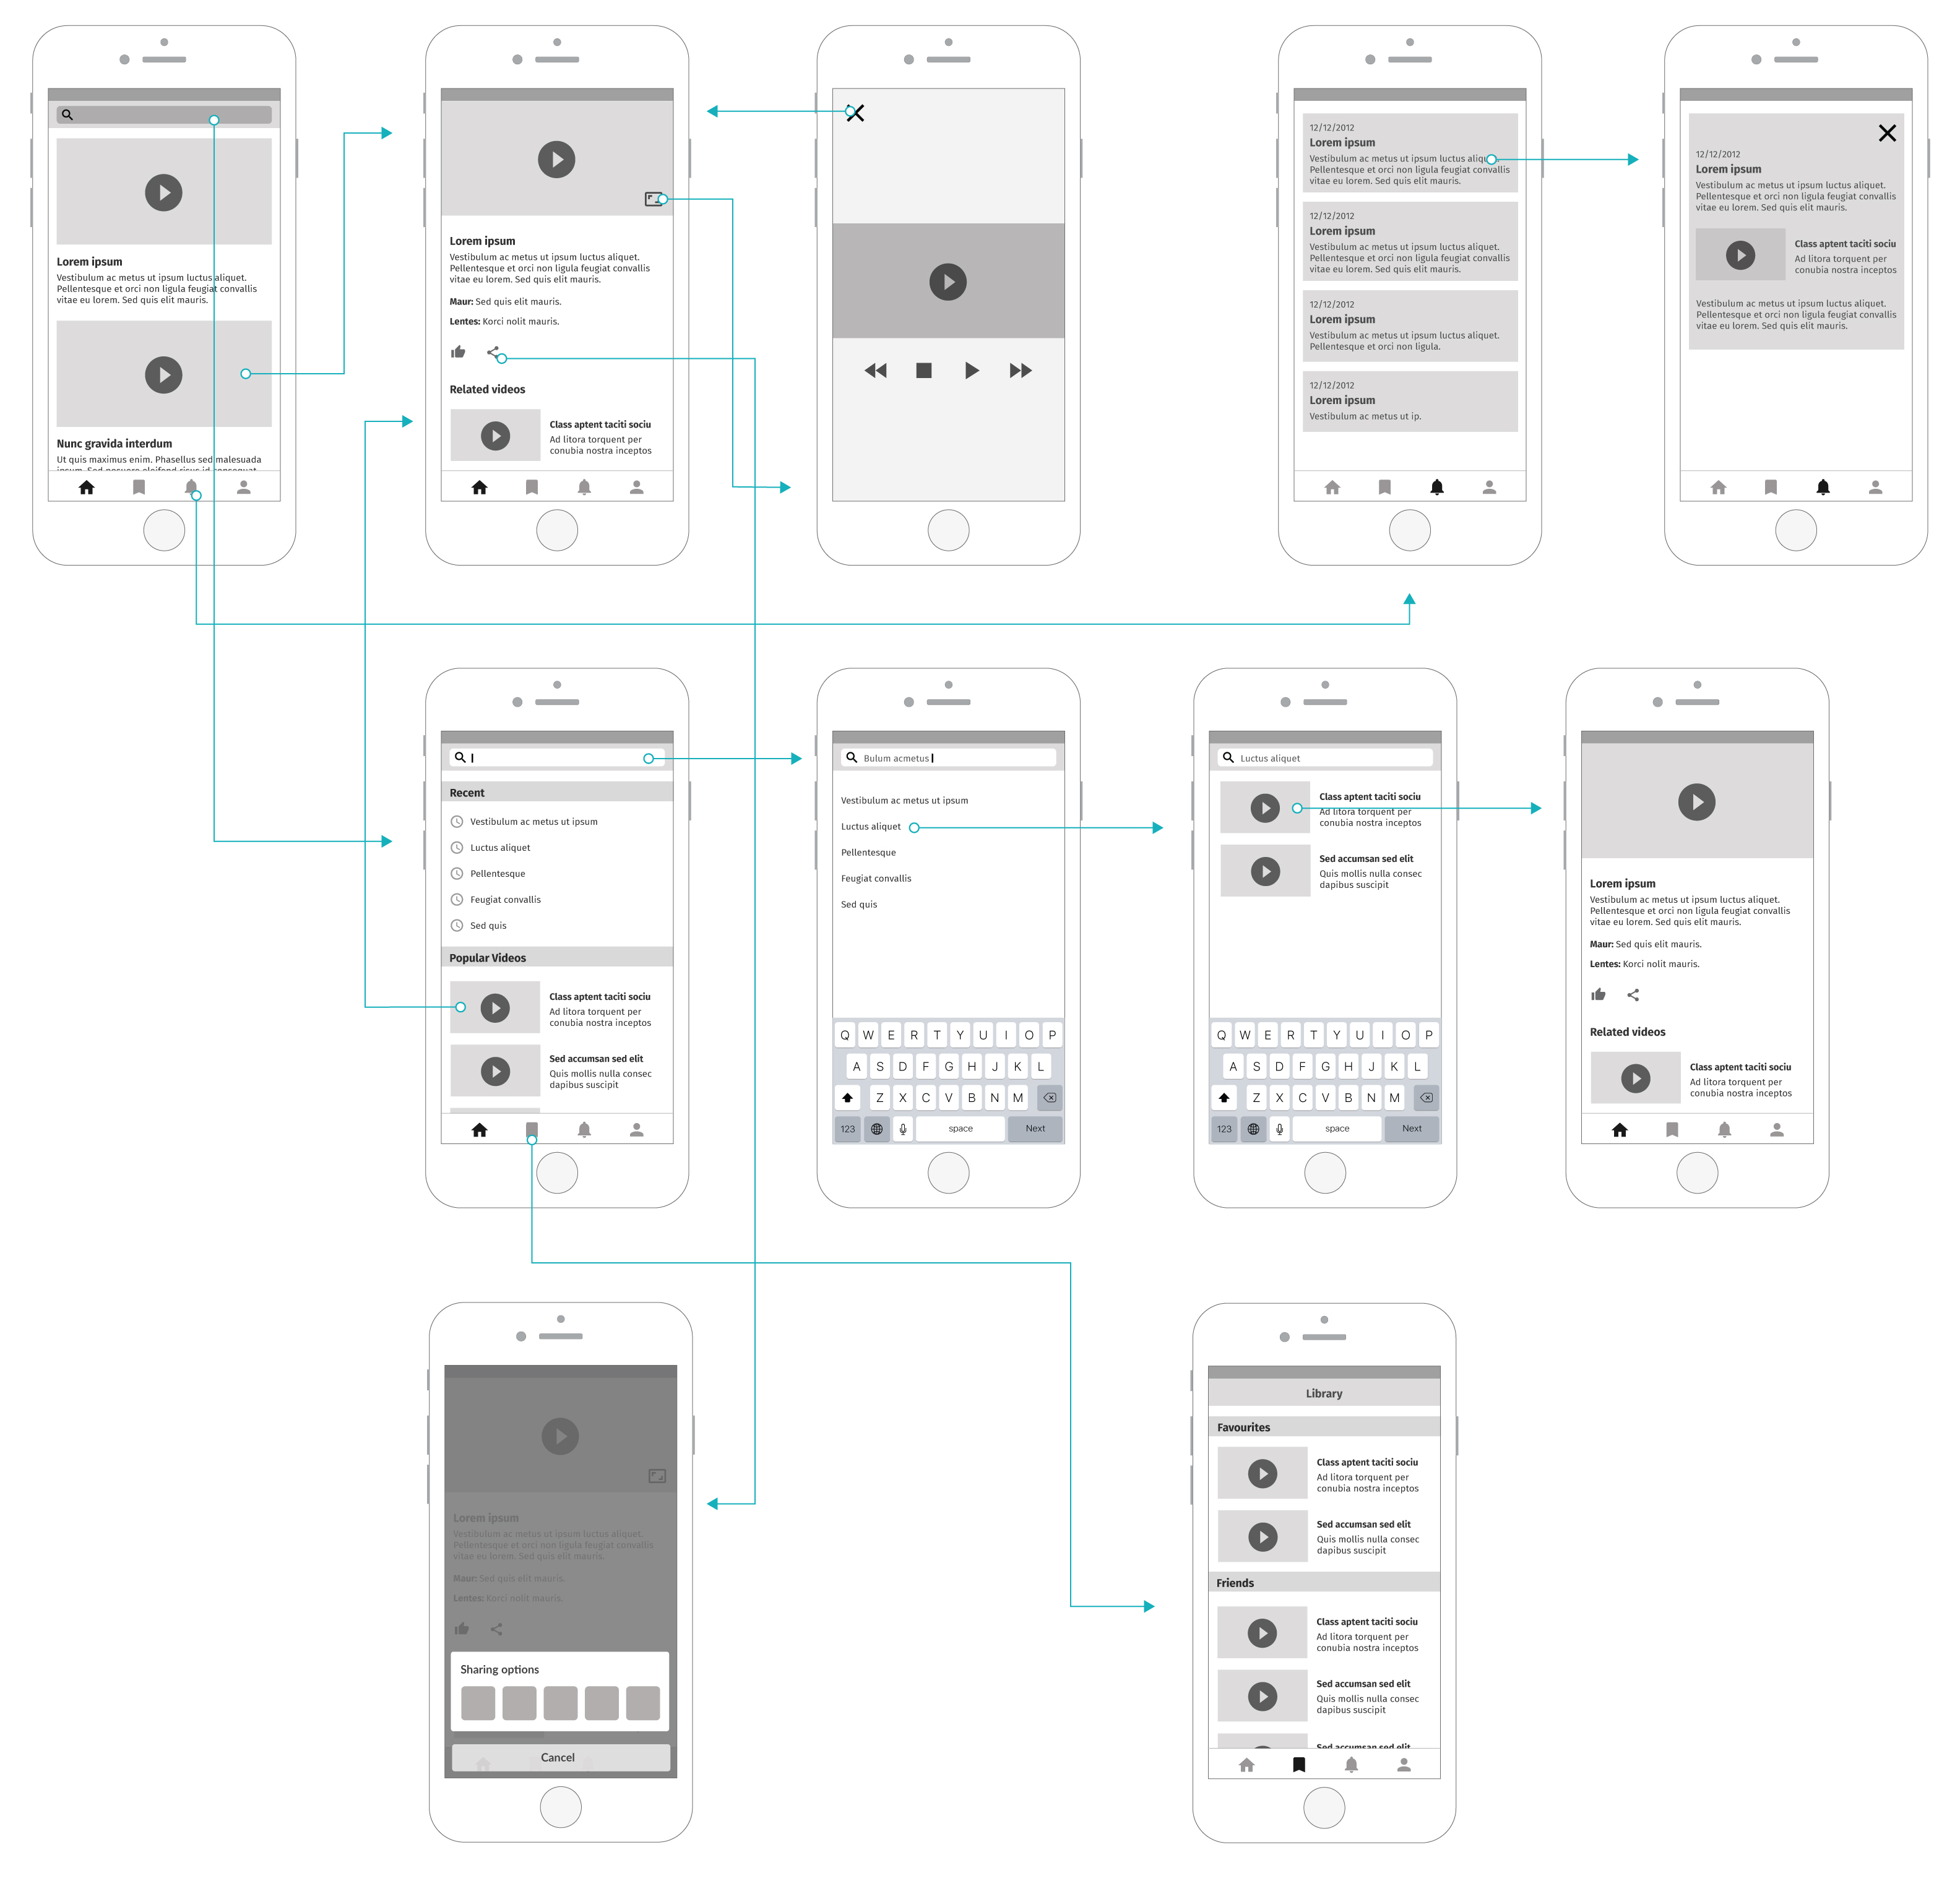 Lorem ipsum
Vestibulum ac metus ut ipsum luctus aliquet.
Pellentesque et orci non ligula feugiat convallis
vitae eu lorem. Sed quis elit mauris.
Nunc gravida interdum
Ut quis maximus enim. Phasellus sed malesuada
ipsum. Sed posuere eleifend risus id consequat
Lorem ipsum
Vestibulum ac metus ut ipsum luctus aliquet.
Pellentesque et orci non ligula feugiat convallis
vitae eu lorem. Sed quis elit mauris.
Maur: Sed quis elit mauris.
Lentes: Korci nolit mauris.
Related videos
Class aptent taciti sociu
Ad litora torquent per
conubia nostra inceptos
12/12/2012
Lorem ipsum
Vestibulum ac metus ut ipsum luctus aliquet.
Pellentesque et orci non ligula feugiat convallis
vitae eu lorem. Sed quis elit mauris.
12/12/2012
Lorem ipsum
Vestibulum ac metus ut ipsum luctus aliquet.
Pellentesque et orci non ligula feugiat convallis
vitae eu lorem. Sed quis elit mauris.
12/12/2012
Lorem ipsum
Vestibulum ac metus ut ipsum luctus aliquet.
Pellentesque et orci non ligula.
12/12/2012
Lorem ipsum
Vestibulum ac metus ut ip.
12/12/2012
Lorem ipsum
Vestibulum ac metus ut ipsum luctus aliquet.
Pellentesque et orci non ligula feugiat convallis
vitae eu lorem. Sed quis elit mauris.
Class aptent taciti sociu
Ad litora torquent per
conubia nostra inceptos
Vestibulum ac metus ut ipsum luctus aliquet.
Pellentesque et orci non ligula feugiat convallis
vitae eu lorem. Sed quis elit mauris.
Recent
Vestibulum ac metus ut ipsum
Luctus aliquet
Pellentesque
Feugiat convallis
Sed quis
Popular Videos
Class aptent taciti sociu
Ad litora torquent per
conubia nostra inceptos
Sed accumsan sed elit
Quis mollis nulla consec
dapibus suscipit
Bulum acmetus
Vestibulum ac metus ut ipsum
Luctus aliquet
Pellentesque
Feugiat convallis
Sed quis
Q W E R T Y U I O P
A S D F G H J K L
Z X C V B N M
123 space Next
Luctus aliquet
Class aptent taciti sociu
Ad litora torquent per
conubia nostra inceptos
Sed accumsan sed elit
Quis mollis nulla consec
dapibus suscipit
Q W E R T Y U I O P
A S D F G H J K L
Z X C V B N M
123 space Next
Lorem ipsum
Vestibulum ac metus ut ipsum luctus aliquet.
Pellentesque et orci non ligula feugiat convallis
vitae eu lorem. Sed quis elit mauris.
Maur: Sed quis elit mauris.
Lentes: Korci nolit mauris.
Related videos
Class aptent taciti sociu
Ad litora torquent per
conubia nostra inceptos
Lorem ipsum
Vestibulum ac metus ut ipsum luctus aliquet.
Pellentesque et orci non ligula feugiat convallis
vitae eu lorem. Sed quis elit mauris.
Maur: Sed quis elit mauris.
Lentes: Korci nolit mauris.
Sharing options
Cancel
Library
Favourites
Class aptent taciti sociu
Ad litora torquent per
conubia nostra inceptos
Sed accumsan sed elit
Quis mollis nulla consec
dapibus suscipit
Friends
Class aptent taciti sociu
Ad litora torquent per
conubia nostra inceptos
Sed accumsan sed elit
Quis mollis nulla consec
dapibus suscipit
Sed accumsan sed elit